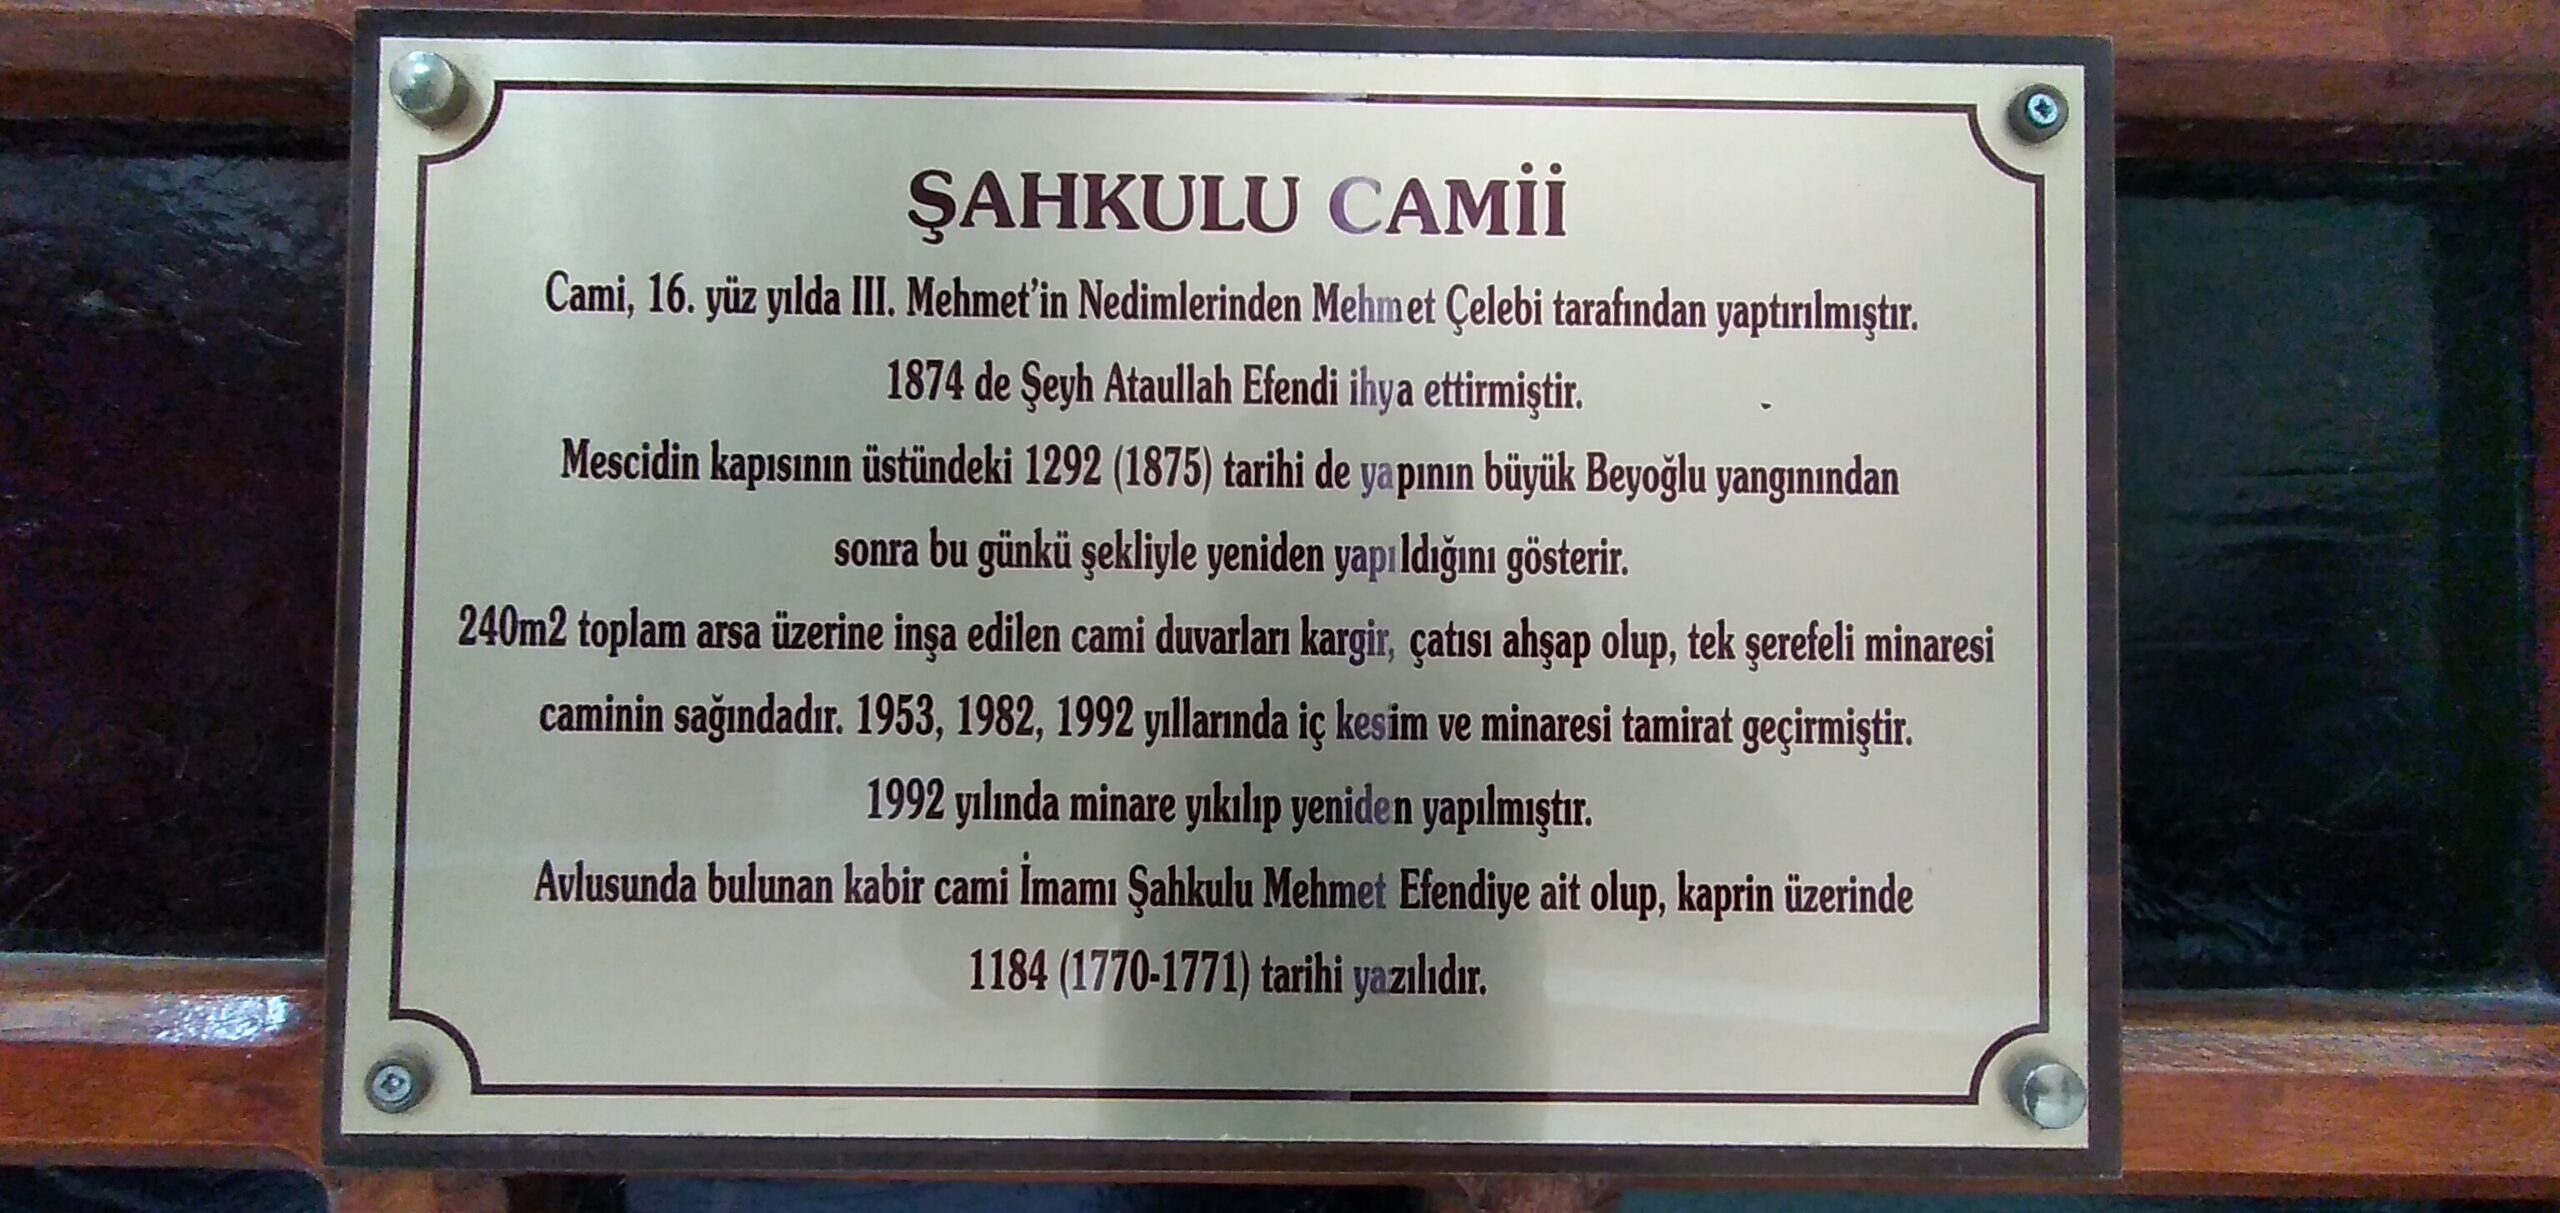 ŞAHKULU CAMİİ
Cami, 16. yüz yılda III. Mehmet'in Nedimlerinden Mehmet Çelebi tarafından yaptırılmıştır.
1874 de Şeyh Ataullah Efendi ihya ettirmiştir.
Mescidin kapısının üstündeki 1292 (1875) tarihi de yapının büyük Beyoğlu yangınından
sonra bu günkü şekliyle yeniden yapıldığını gösterir.
240m2 toplam arsa üzerine inşa edilen cami duvarları kargir, çatısı ahşap olup, tek şerefeli minaresi
caminin sağındadır. 1953, 1982, 1992 yıllarında iç kesim ve minaresi tamirat geçirmiştir.
1992 yılında minare yıkılıp yeniden yapılmıştır.
Avlusunda bulunan kabir cami İmamı Şahkulu Mehmet Efendiye ait olup, kaprin üzerinde
1184 (1770-1771) tarihi yazılıdır.